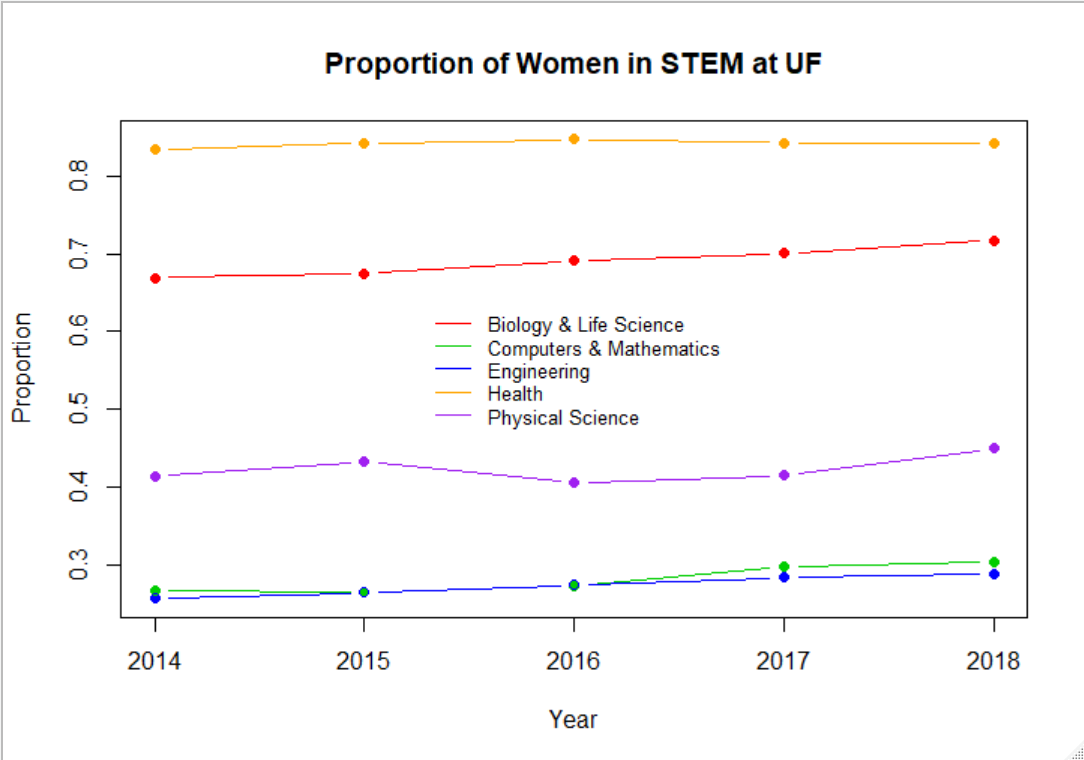 Proportion of Women in STEM at UF
Proportion
0.8
0.7
0.6
0.5
0.4
0.3
Biology & Life Science
Computers & Mathematics
Engineering
Health
Physical Science
2014 2015 2016 2017 2018
Year